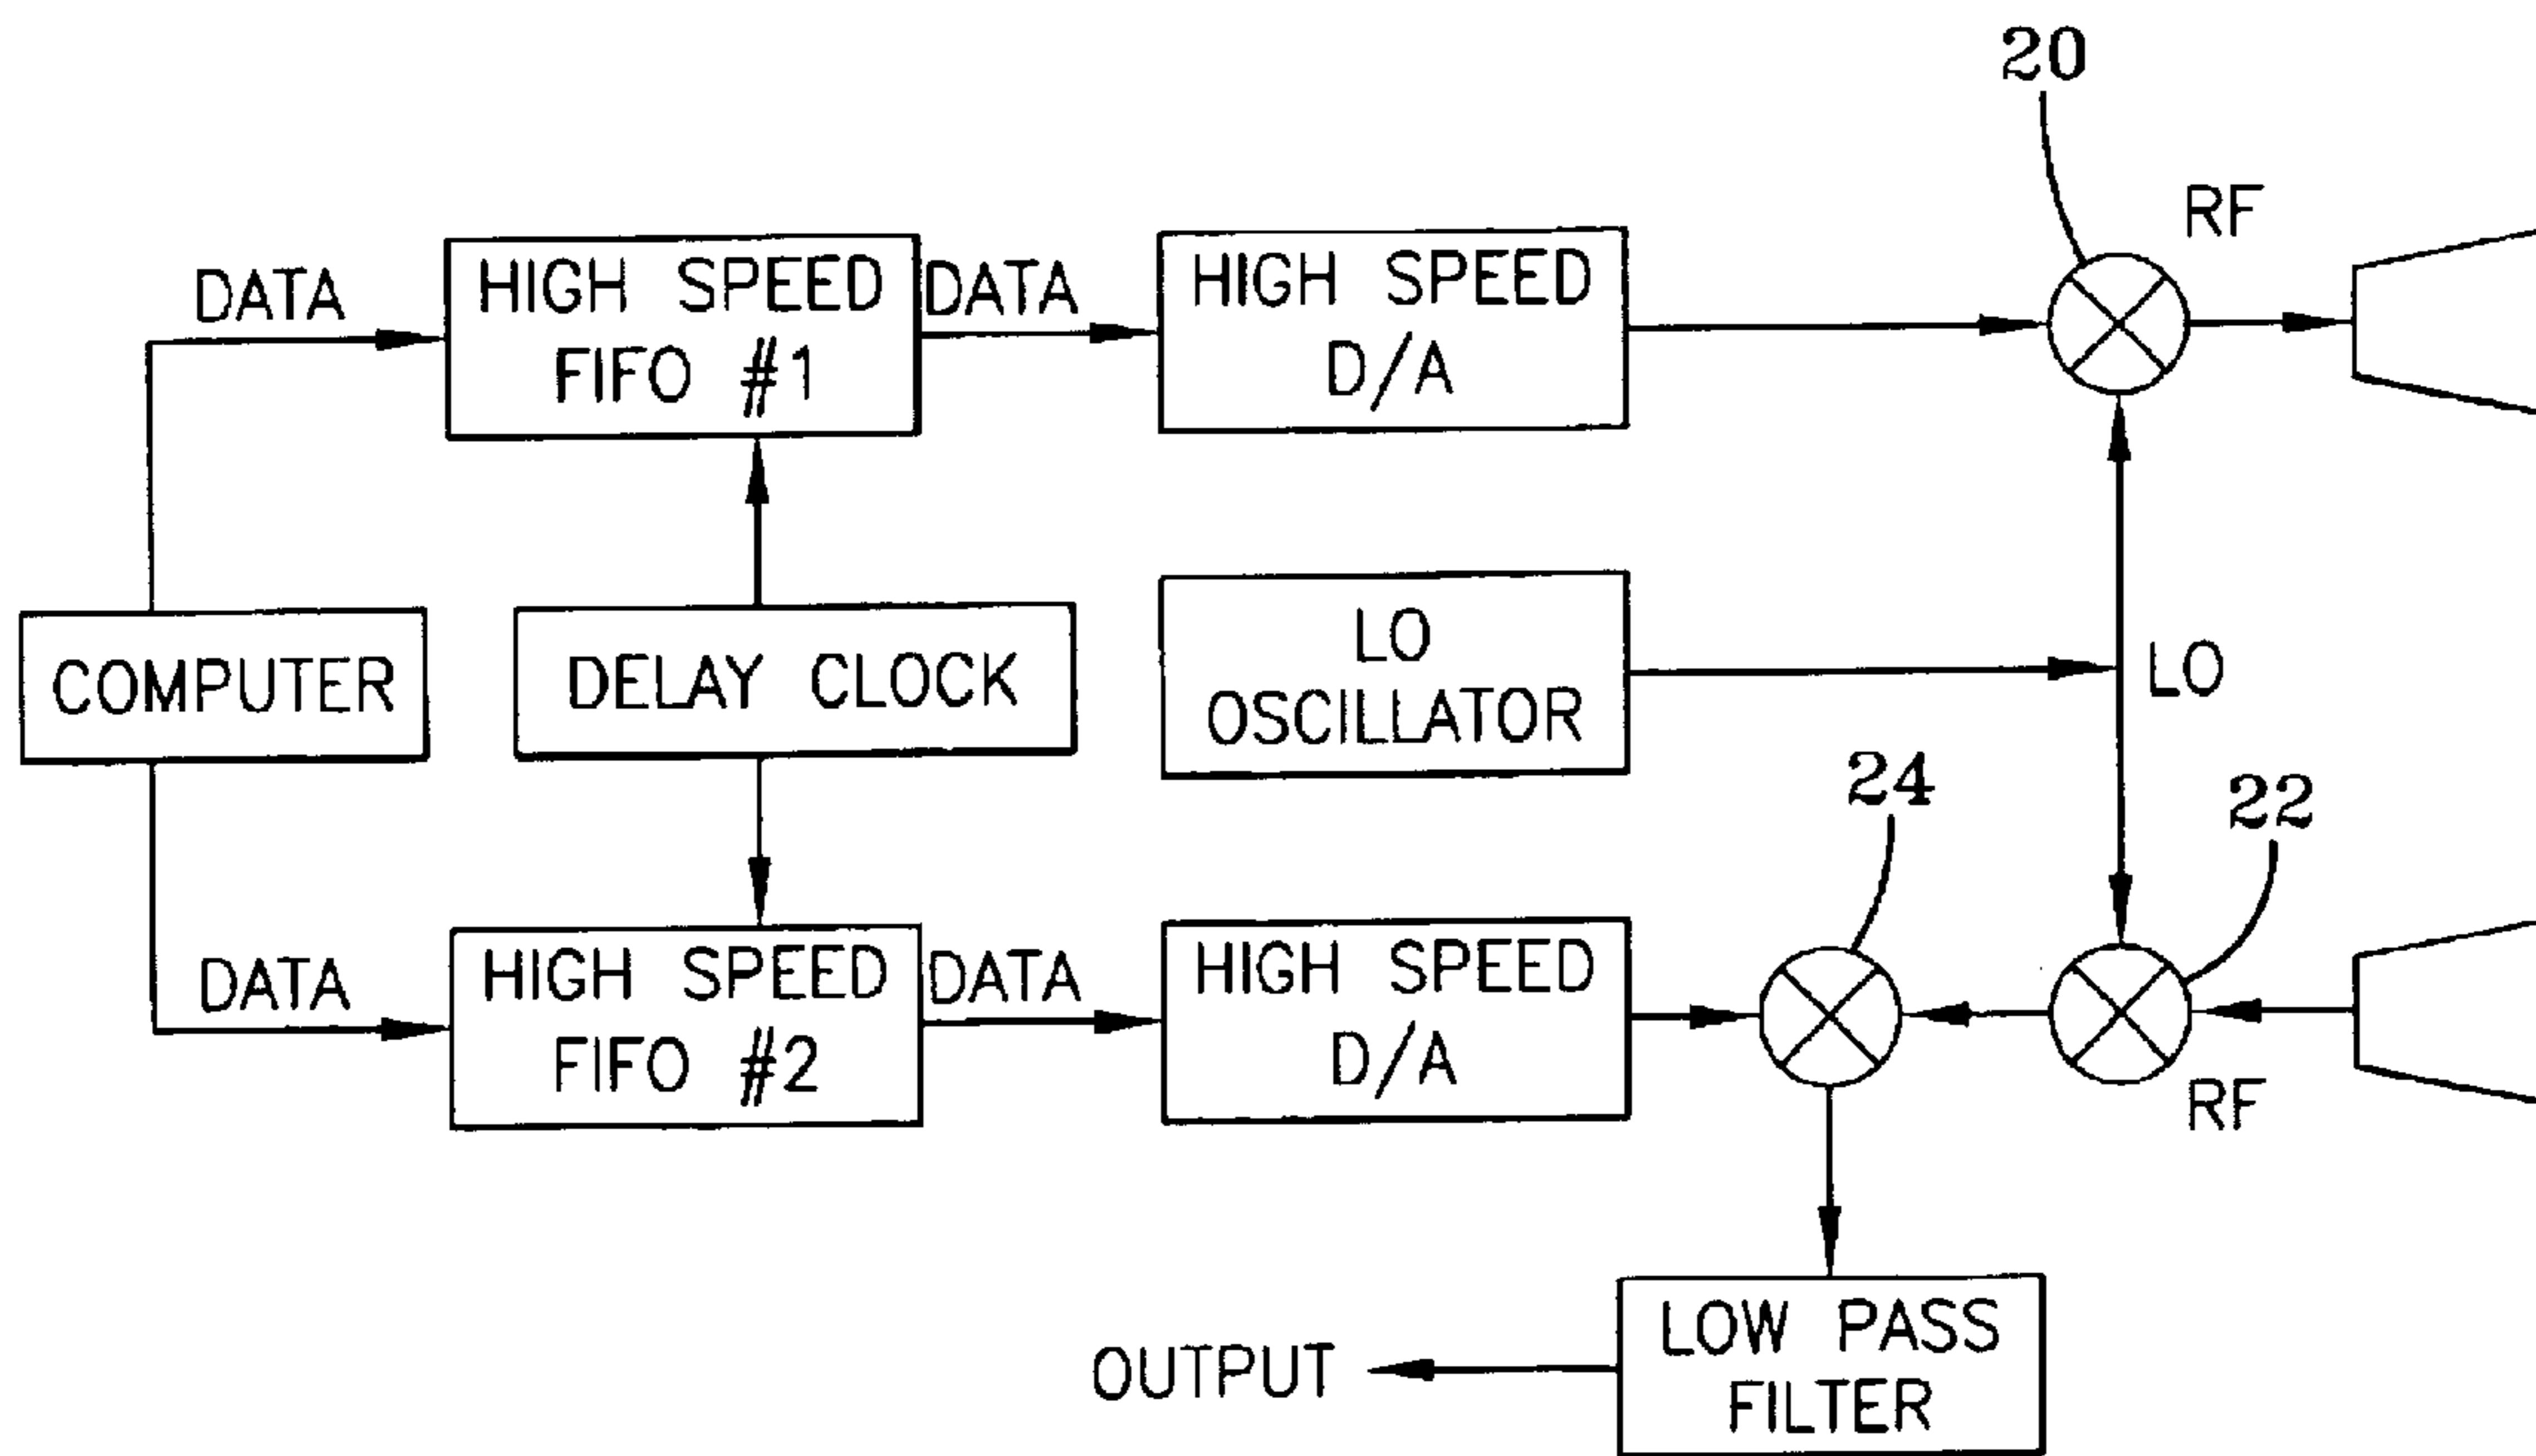 20
RF
DATA
HIGH SPEED
FIFO #1
DATA
HIGH SPEED
D/A
COMPUTER
DELAY CLOCK
LO
OSCILLATOR
LO
24
22
DATA
HIGH SPEED
FIFO #2
DATA
HIGH SPEED
D/A
RF
LOW PASS
FILTER
OUTPUT